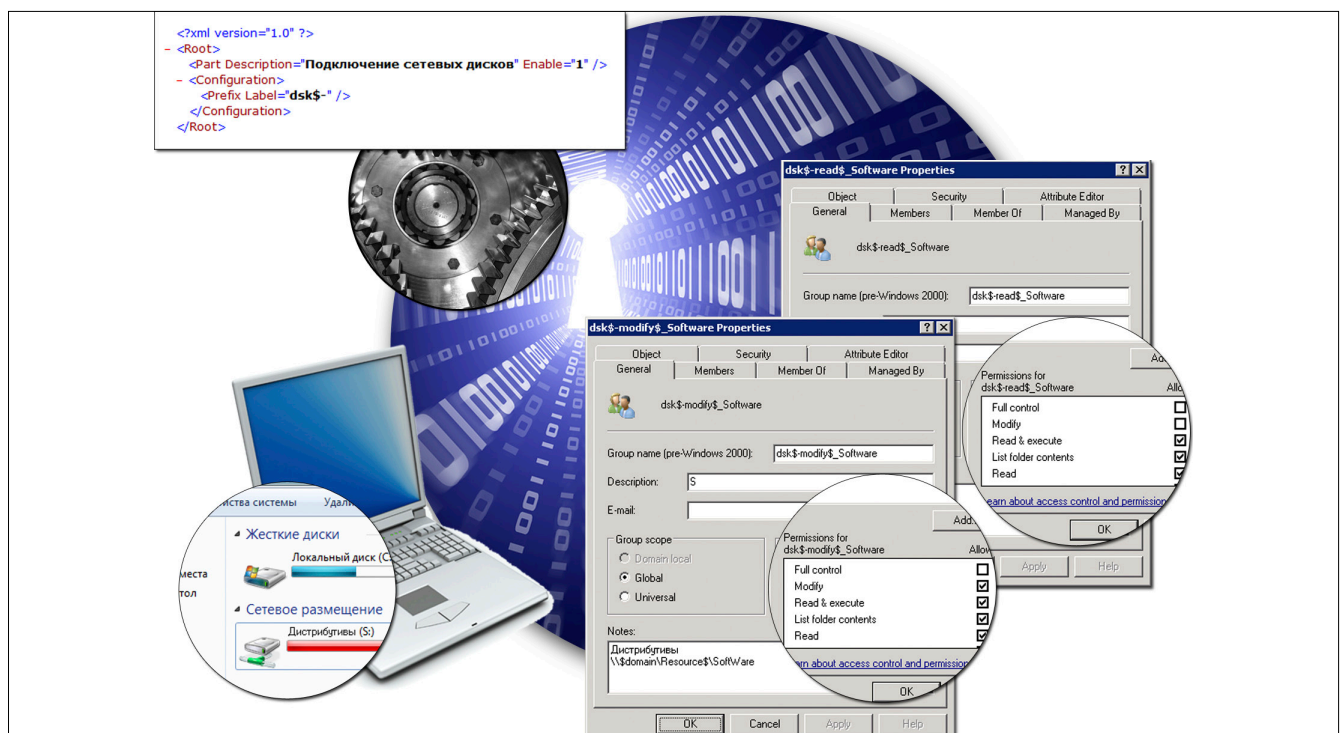 <?xml version="1.0" ?>
– <Root>
<Part Description="Подключение сетевых дисков" Enable="1" />
– <Configuration>
<Prefix Label="dsk$-" />
</Configuration>
</Root>
dsk$-read$_Software Properties
Object Security Attribute Editor
General Members Member Of Managed By
dsk$-read$_Software
Group name (pre-Windows 2000): dsk$-read$_Software
Permissions for
dsk$-read$_Software
Full control
Modify
Read & execute
List folder contents
Read
about access control and
OK
Apply Help
dsk$-modify$_Software Properties
Object Security Attribute Editor
General Members Member Of Managed By
dsk$-modify$_Software
Group name (pre-Windows 2000): dsk$-modify$_Software
Description: S
E-mail:
Group scope
Domain local
Global
Universal
Notes:
Дистрибутивы
\\$domain\Resource$\SoftWare
Permissions for
dsk$-modify$_Software
Full control
Modify
Read & execute
List folder contents
Read
about access control and
OK
OK Cancel Apply Help
системы
Жесткие диски
Локальный диск (C
Сетевое размещение
Дистрибутивы (S:)